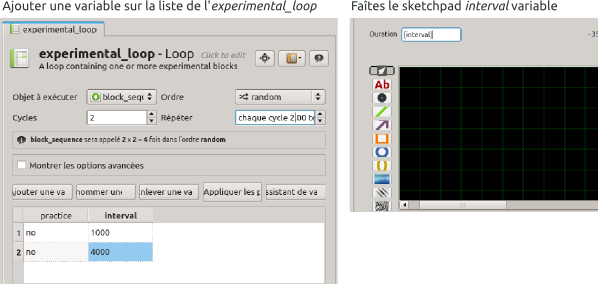 Ajouter une variable sur la liste de l'experimental_loop
experimental_loop
experimental_loop - Loop Click to edit
A loop containing one or more experimental blocks
Objet à exécuter block_sequ Ordre random
Cycles 2 Répéter chaque cycle 2,00 te
block_sequence sera appelé 2 x 2 = 4 fois dans l'ordre random
Montrer les options avancées
jouter une va nommer une nlever une va Appliquer les p ssistant de va
practice interval
1 no 1000
2 no 4000
Faîtes le sketchpad interval variable
Duration [interval]
Ab